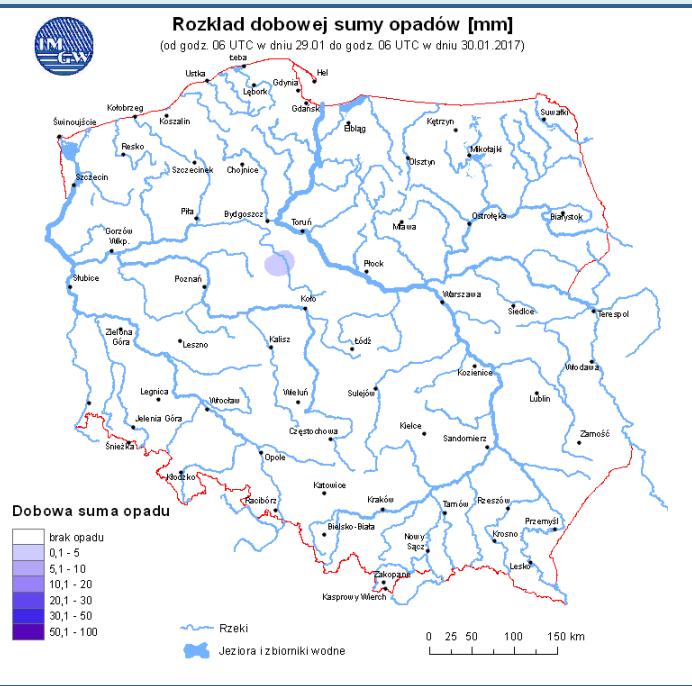 Rozkład dobowej sumy opadów [mm]
(od godz. 06 UTC w dniu 29.01 do godz. 06 UTC w dniu 30.01.2017)
IM
GW
Łeba
Ustka
Hel
Gdynia
Lębork
Gdańsk
Kołobrzeg
Koszalin
Świnoujście
Elbląg
Kętrzyn
Suwałki
Resko
Mikołajki
Szczecinek
Chojnice
Olsztyn
Szczecin
Piła
Bydgoszcz
Toruń
Mława
Ostrołęka
Białystok
Gorzów
Wlkp.
Płock
Słubice
Poznań
Koło
Warszawa
Siedlce
Terespol
Zielona
Góra
Leszno
Kalisz
Łódź
Kozienice
Włodawa
Legnica
Wrocław
Wieluń
Sulejów
Lublin
Jelenia Góra
Częstochowa
Kielce
Sandomierz
Zamość
Śnieżka
Opole
Kłodzko
Katowice
Racibórz
Kraków
Tarnów
Rzeszów
Przemyśl
Bielsko-Biała
Nowy
Sącz
Krosno
Lesko
Zakopane
Kasprowy Wierch
Dobowa suma opadu
brak opadu
0,1 - 5
5,1 - 10
10,1 - 20
20,1 - 30
30,1 - 50
50,1 - 100
Rzeki
Jeziora i zbiorniki wodne
0 25 50 100 150 km